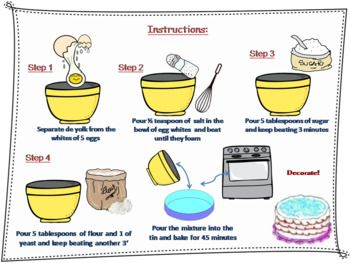 Instructions:
Step 1
Step 2
Step 3
SUGAR
Separate de yolk from the
whites of 5 eggs
Pour ½ teaspoon of salt in the
bowl of egg whites and beat
until they foam
Pour 5 tablespoons of sugar
and keep beating 3 minutes
Step 4
Decorate!
Pour 5 tablespoons of flour and 1 of
yeast and keep beating another 3'
Pour the mixture into the
tin and bake for 45 minutes